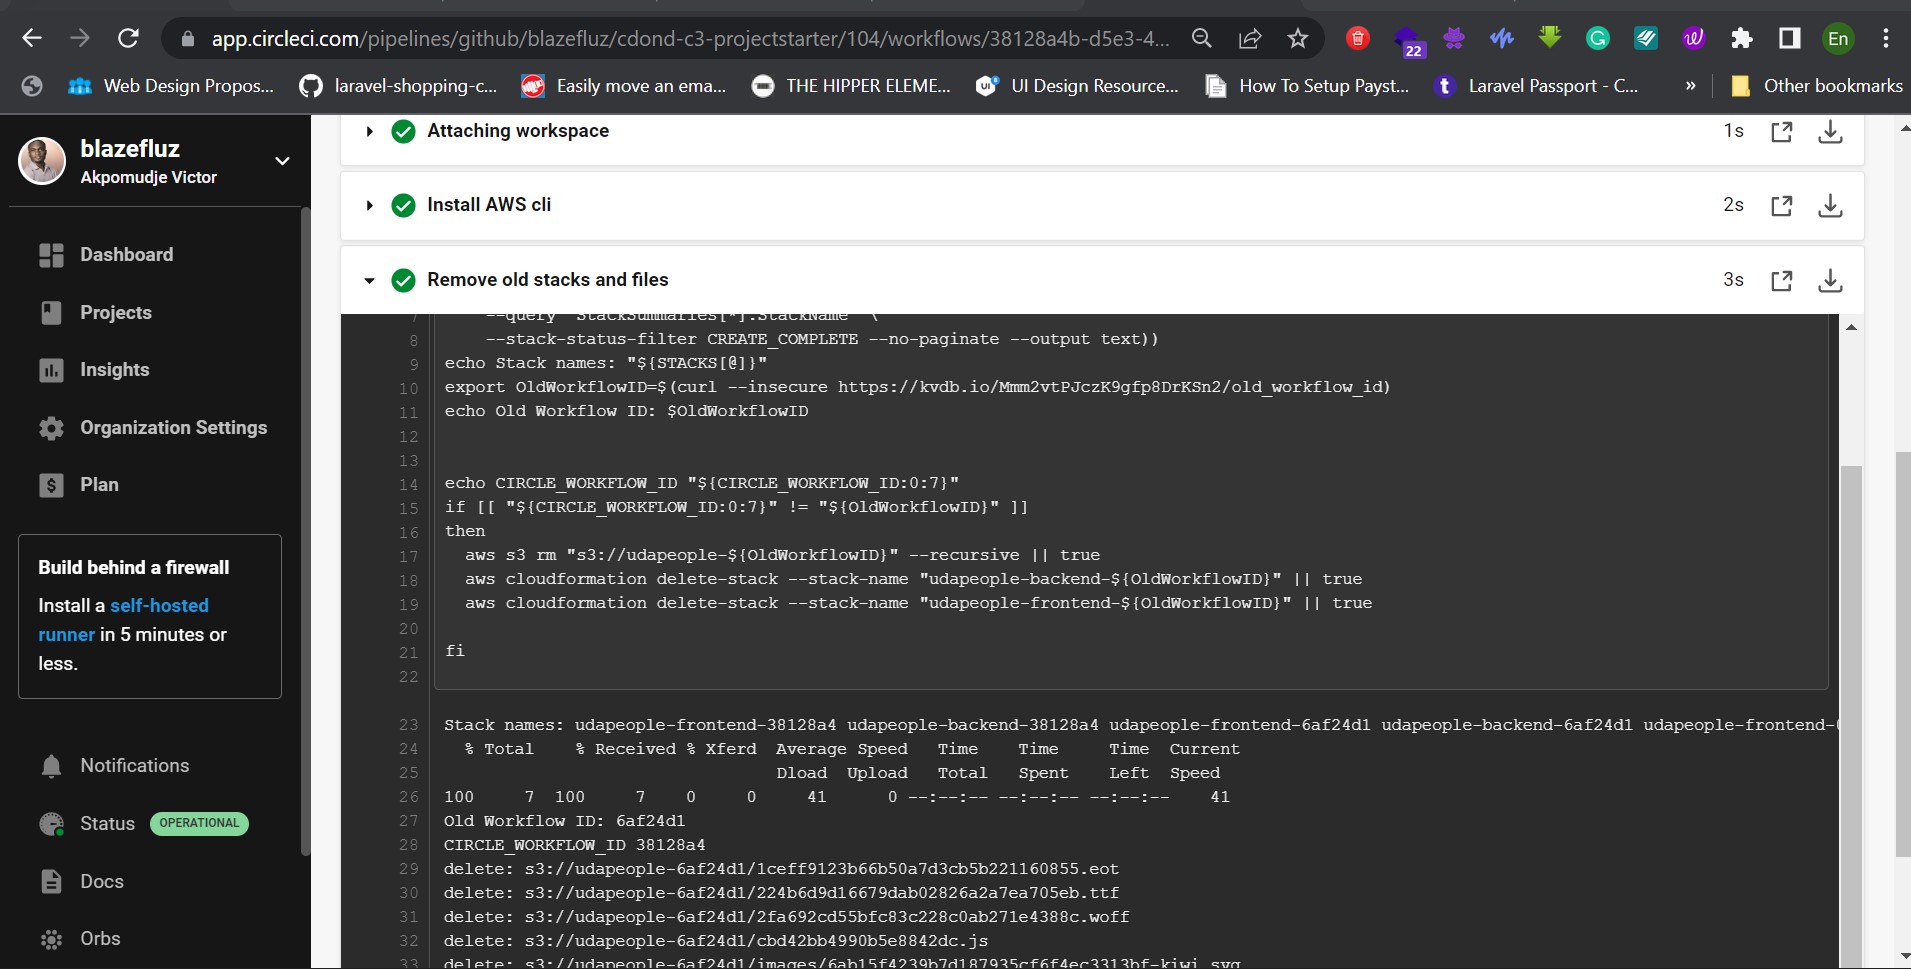 app.circleci.com/pipelines/github/blazefluz/cdond-c3-projectstarter/104/workflows/38128a4b-d5e3-4...
22
En
Web Design Propos...
laravel-shopping-c...
Easily move an ema...
THE HIPPER ELEME...
UI Design Resource...
How To Setup Payst...
Laravel Passport - C...
»
Other bookmarks
blazefluz
Akpomudje Victor
Dashboard
Projects
Insights
Organization Settings
Plan
Build behind a firewall
Install a self-hosted
runner in 5 minutes or
less.
Notifications
Status OPERATIONAL
Docs
Orbs
Attaching workspace 1s
Install AWS cli 2s
Remove old stacks and files 3s
7 --query StackSummaries[*].StackName \
8 --stack-status-filter CREATE_COMPLETE --no-paginate --output text))
9 echo Stack names: "${STACKS[@]}"
10 export OldWorkflowID=$(curl --insecure https://kvdb.io/Mmm2vtPJczK9gfp8DrKSn2/old_workflow_id)
11 echo Old Workflow ID: $OldWorkflowID
12
13
14 echo CIRCLE_WORKFLOW_ID "${CIRCLE_WORKFLOW_ID:0:7}"
15 if [[ "${CIRCLE_WORKFLOW_ID:0:7}" != "${OldWorkflowID}" ]]
16 then
17 aws s3 rm "s3://udapeople-${OldWorkflowID}" --recursive || true
18 aws cloudformation delete-stack --stack-name "udapeople-backend-${OldWorkflowID}" || true
19 aws cloudformation delete-stack --stack-name "udapeople-frontend-${OldWorkflowID}" || true
20
21 fi
22
23 Stack names: udapeople-frontend-38128a4 udapeople-backend-38128a4 udapeople-frontend-6af24d1 udapeople-backend-6af24d1 udapeople-frontend-
24 % Total % Received % Xferd Average Speed Time Time Time Current
25 Dload Upload Total Spent Left Speed
26 100 7 100 7 0 0 41 0 --:--:-- --:--:-- --:--:-- 41
27 Old Workflow ID: 6af24d1
28 CIRCLE_WORKFLOW_ID 38128a4
29 delete: s3://udapeople-6af24d1/1ceff9123b66b50a7d3cb5b221160855.eot
30 delete: s3://udapeople-6af24d1/224b6d9d16679dab02826a2a7ea705eb.ttf
31 delete: s3://udapeople-6af24d1/2fa692cd55bfc83c228c0ab271e4388c.woff
32 delete: s3://udapeople-6af24d1/cbd42bb4990b5e8842dc.js
33 delete: s3://udapeople-6af24d1/images/6ab15f4239b7d187935cf6f4ec3313bf-kiwi.svg